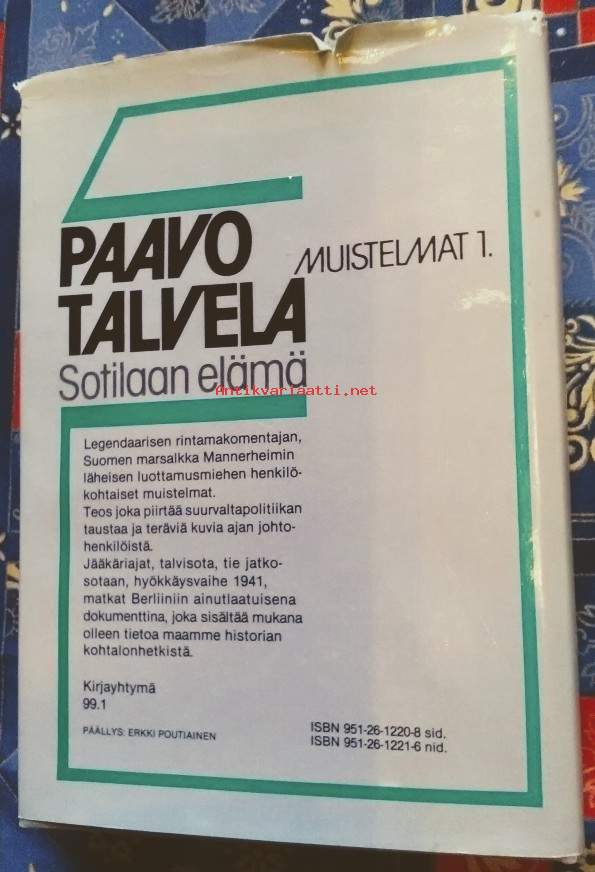 PAAVO
TALVELA
MUISTELMAT 1.
Sotilaan elämä
Antikvariaatti.net
Legendaarisen rintamakomentajan,
Suomen marsalkka Mannerheimin
läheisen luottamusmiehen henkilö-
kohtaiset muistelmat.
Teos joka piirtää suurvaltapolitiikan
taustaa ja teräviä kuvia ajan johto-
henkilöistä.
Jääkäriajat, talvisota, tie jatko-
sotaan, hyökkäysvaihe 1941,
matkat Berliiniin ainutlaatuisena
dokumenttina, joka sisältää mukana
olleen tietoa maamme historian
kohtalonhetkistä.
Kirjayhtymä
99.1
PÄÄLLYS: ERKKI POUTIAINEN
ISBN 951-26-1220-8 sid.
ISBN 951-26-1221-6 nid.